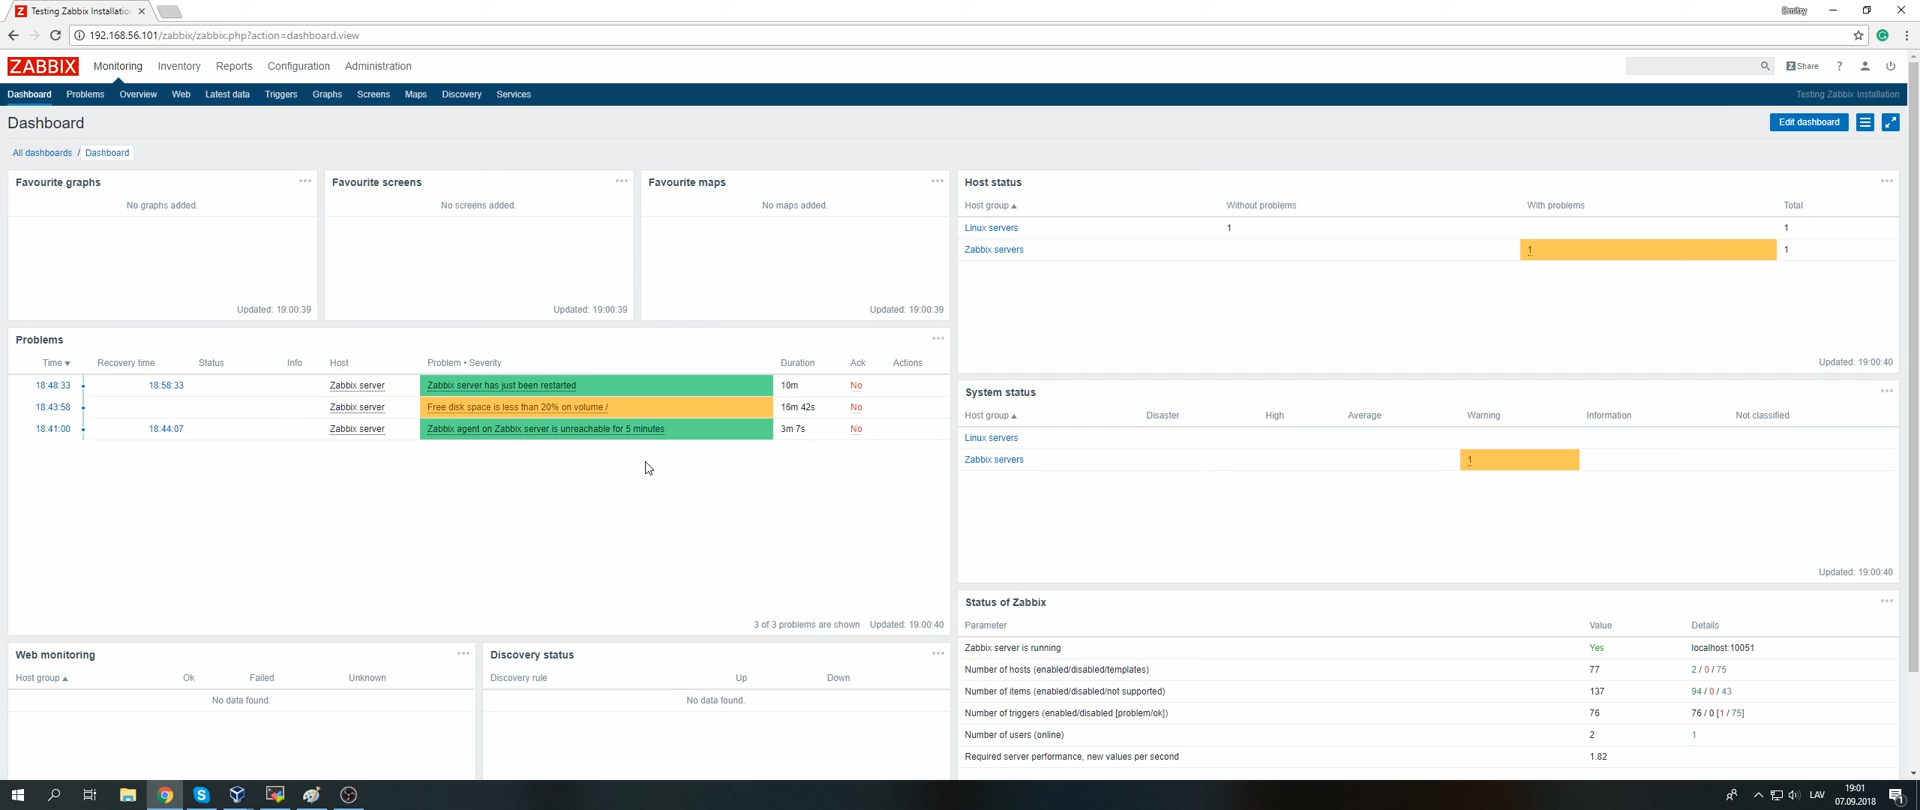 Testing Zabbix Installatio
Dmitry
192.168.56.101/zabbix/zabbix.php?action=dashboard.view
ZABBIX Monitoring Inventory Reports Configuration Administration Z Share ?
Dashboard Problems Overview Web Latest data Triggers Graphs Screens Maps Discovery Services Testing Zabbix Installation
Dashboard Edit dashboard
All dashboards / Dashboard
Favourite graphs
No graphs added.
Updated: 19:00:39
Favourite screens
No screens added.
Updated: 19:00:39
Favourite maps
No maps added.
Updated: 19:00:39
Problems
Time Recovery time Status Info Host Problem • Severity Duration Ack Actions
18:48:33 18:58:33 Zabbix server Zabbix server has just been restarted 10m No
18:43:58 Zabbix server Free disk space is less than 20% on volume / 16m 42s No
18:41:00 18:44:07 Zabbix server Zabbix agent on Zabbix server is unreachable for 5 minutes 3m 7s No
3 of 3 problems are shown Updated: 19:00:40
Web monitoring
Host group Ok Failed Unknown
No data found.
Discovery status
Discovery rule Up Down
No data found.
Host status
Host group Without problems With problems Total
Linux servers 1 1
Zabbix servers 1 1
Updated: 19:00:40
System status
Host group Disaster High Average Warning Information Not classified
Linux servers
Zabbix servers 1
Updated: 19:00:40
Status of Zabbix
Parameter Value Details
Zabbix server is running Yes localhost:10051
Number of hosts (enabled/disabled/templates) 77 2 / 0 / 75
Number of items (enabled/disabled/not supported) 137 94 / 0 / 43
Number of triggers (enabled/disabled [problem/ok]) 76 76 / 0 [1 / 75]
Number of users (online) 2 1
Required server performance, new values per second 1.82
LAV
19:01
07.09.2018
1